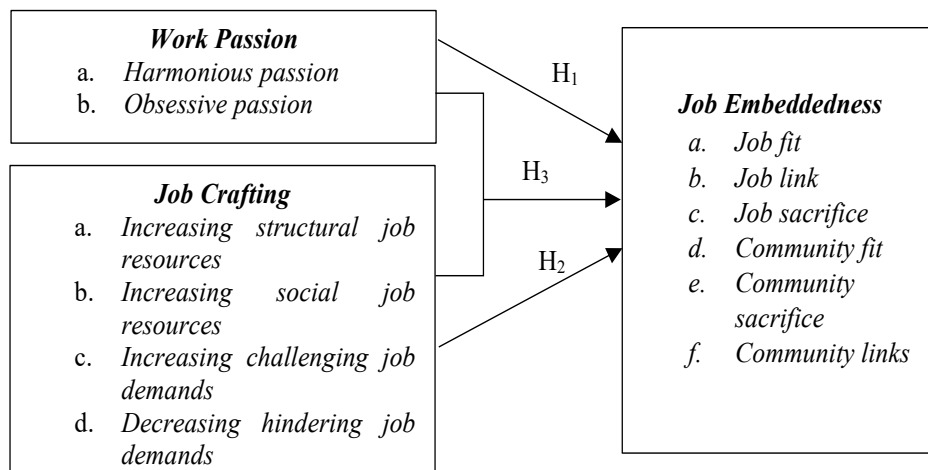 Work Passion
a. Harmonious passion
b. Obsessive passion
Job Crafting
a. Increasing structural job
resources
b. Increasing social job
resources
c. Increasing challenging job
demands
d. Decreasing hindering job
demands
H1
H3
H2
Job Embeddedness
a. Job fit
b. Job link
c. Job sacrifice
d. Community fit
e. Community
sacrifice
f. Community links